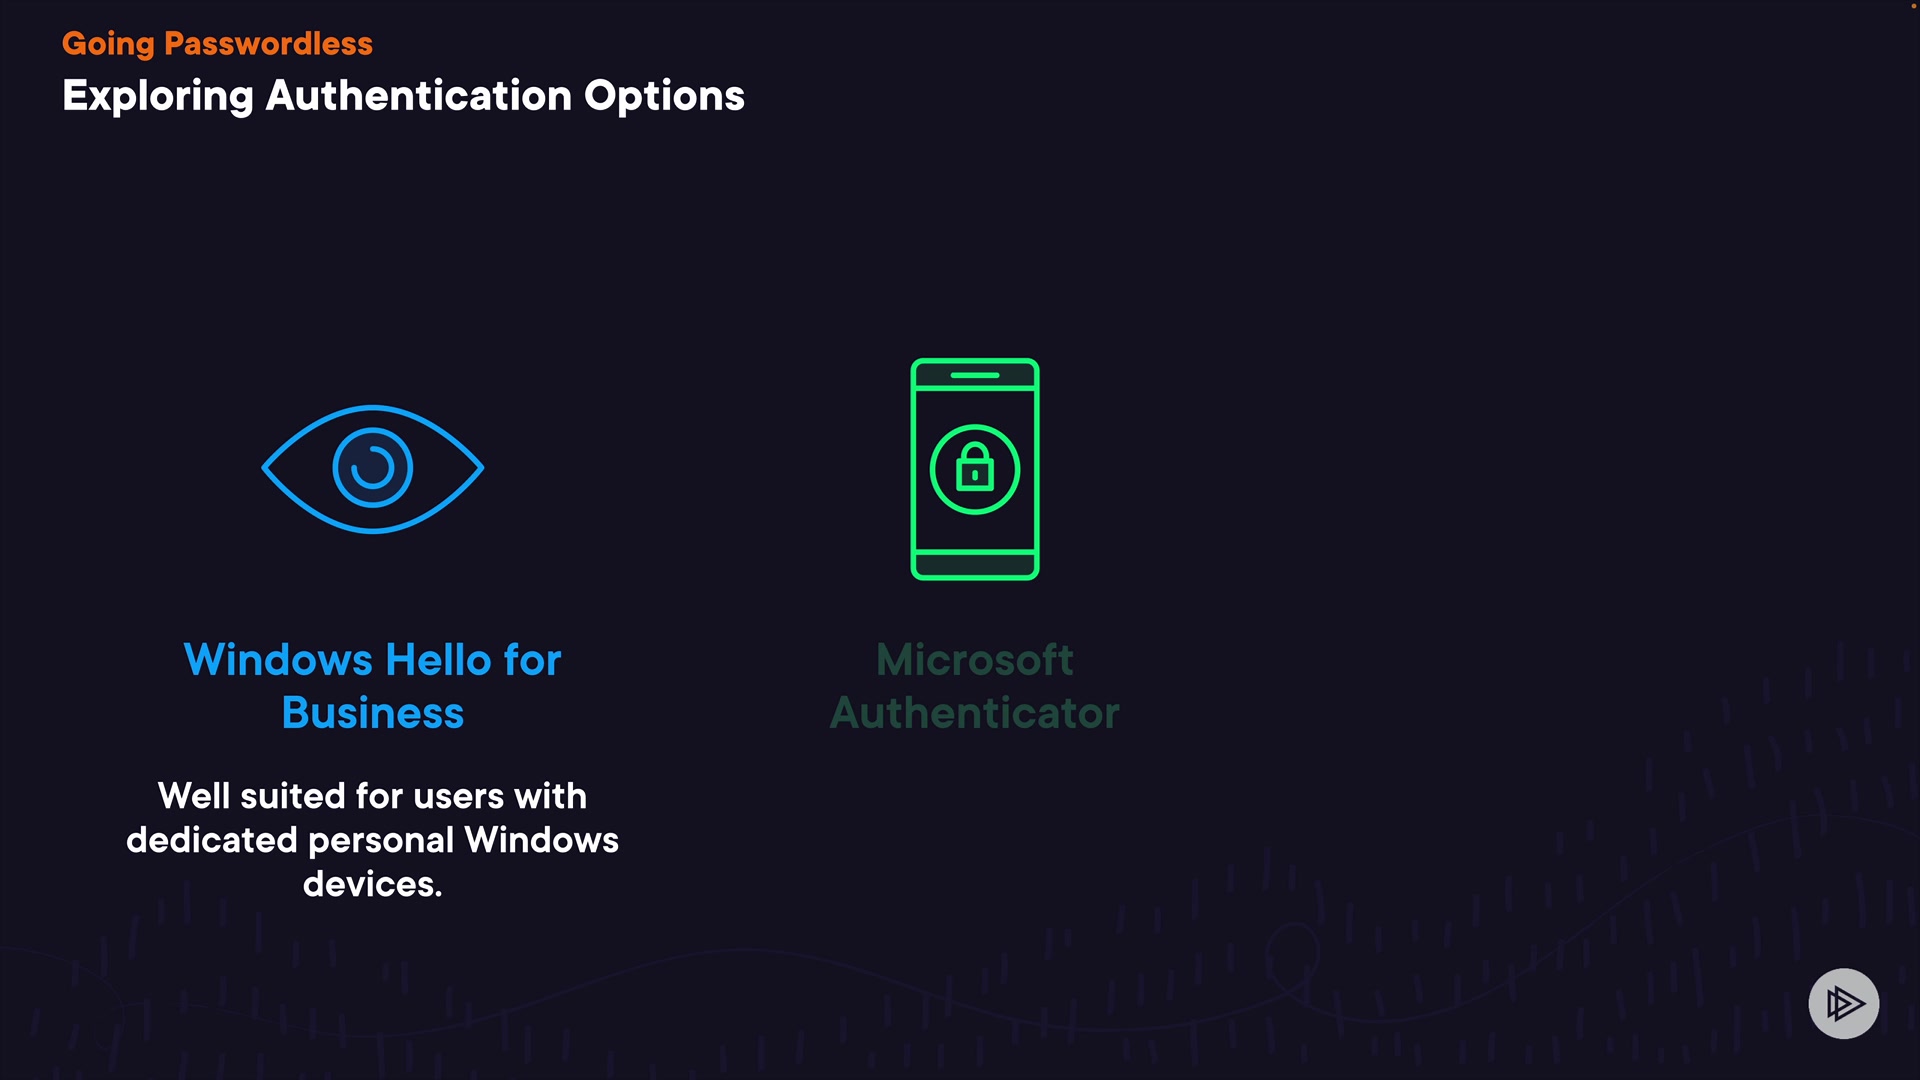 Going Passwordless
Exploring Authentication Options
Windows Hello for
Business
Well suited for users with
dedicated personal Windows
devices.
Microsoft
Authenticator